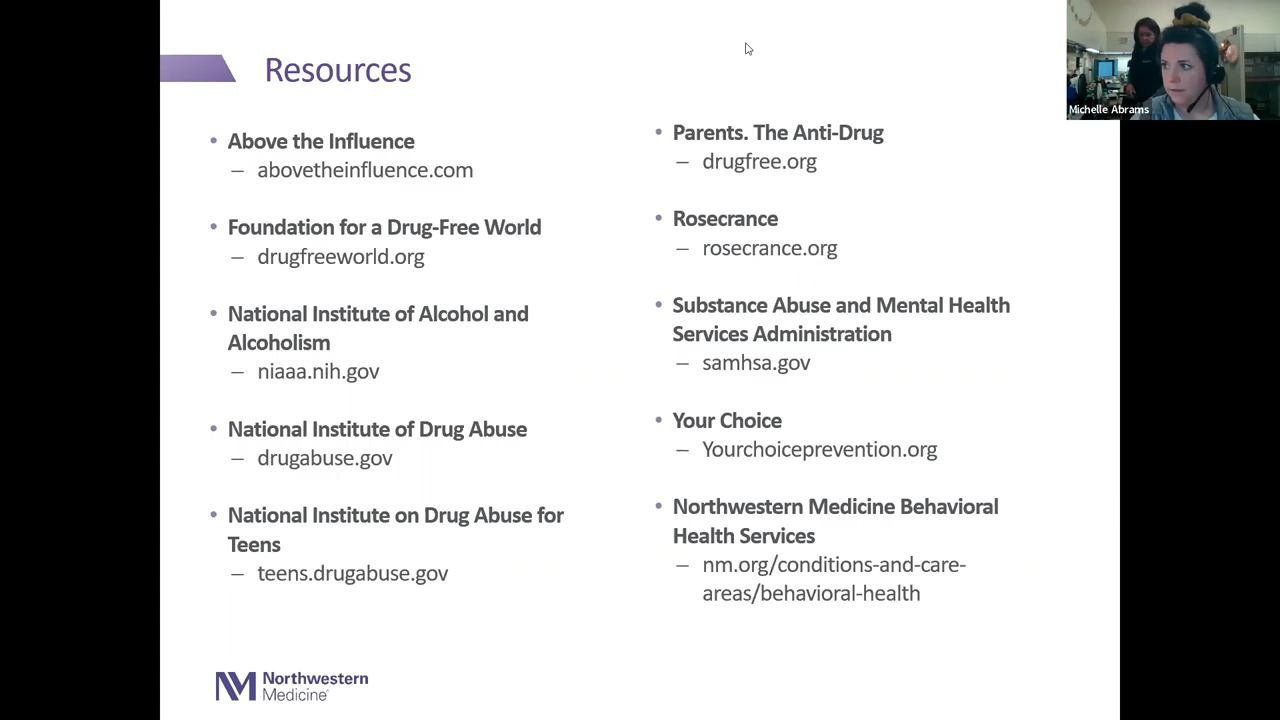 Resources
• Above the Influence
– abovetheinfluence.com
• Foundation for a Drug-Free World
– drugfreeworld.org
• National Institute of Alcohol and
Alcoholism
– niaaa.nih.gov
• National Institute of Drug Abuse
– drugabuse.gov
• National Institute on Drug Abuse for
Teens
– teens.drugabuse.gov
• Parents. The Anti-Drug
– drugfree.org
• Rosecrance
– rosecrance.org
• Substance Abuse and Mental Health
Services Administration
– samhsa.gov
• Your Choice
– Yourchoiceprevention.org
• Northwestern Medicine Behavioral
Health Services
– nm.org/conditions-and-care-
areas/behavioral-health
NM Northwestern
Medicine®
Michelle Abrams